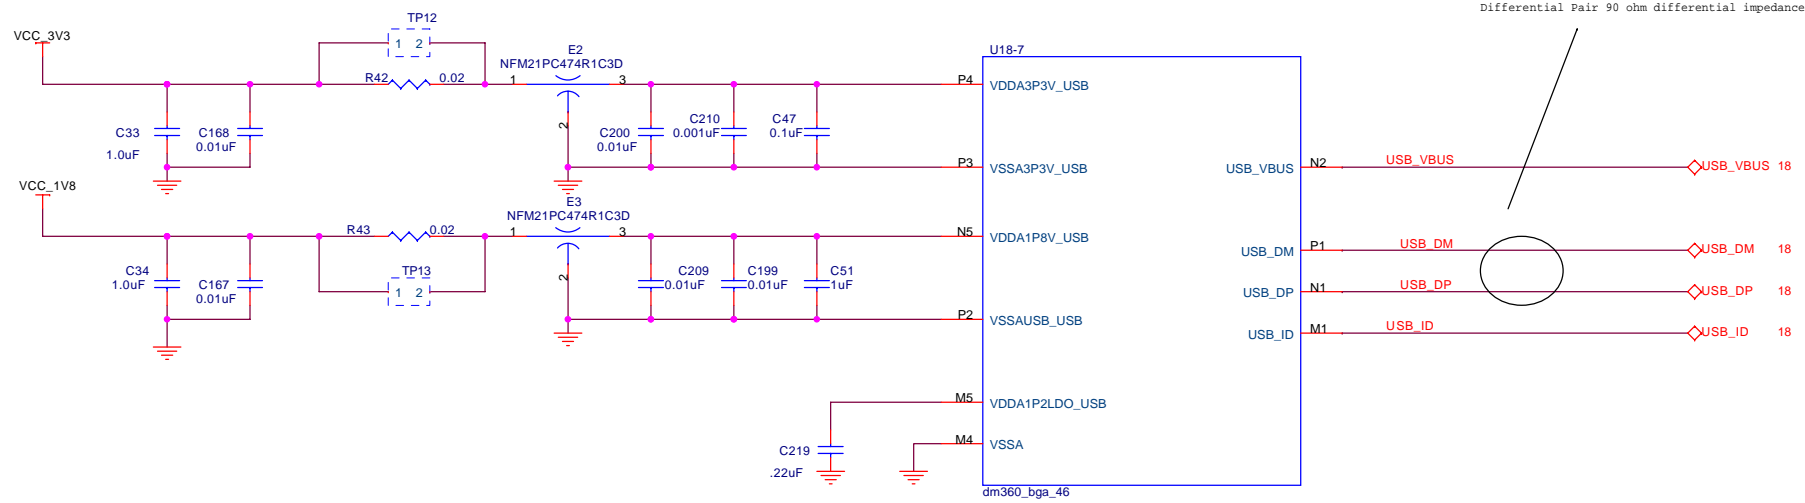 Differential Pair 90 ohm differential impedance
TP12
VCC_3V3
1 2
U18-7
E2
NFM21PC474R1C3D
R42 0.02
1 3
P4 VDDA3P3V_USB
2
C33
1.0uF
C168
0.01uF
C200
0.01uF
C210
0.001uF
C47
0.1uF
P3 VSSA3P3V_USB
USB_VBUS N2 USB_VBUS USB_VBUS 18
VCC_1V8
E3
NFM21PC474R1C3D
R43 0.02
1 3
N5 VDDA1P8V_USB
USB_DM P1 USB_DM USB_DM 18
TP13
1 2
2
C34
1.0uF
C167
0.01uF
C209
0.01uF
C199
0.01uF
C51
1uF
USB_DP N1 USB_DP USB_DP 18
P2 VSSAUSB_USB
USB_ID M1 USB_ID USB_ID 18
M5 VDDA1P2LDO_USB
M4 VSSA
C219
.22uF
dm360_bga_46